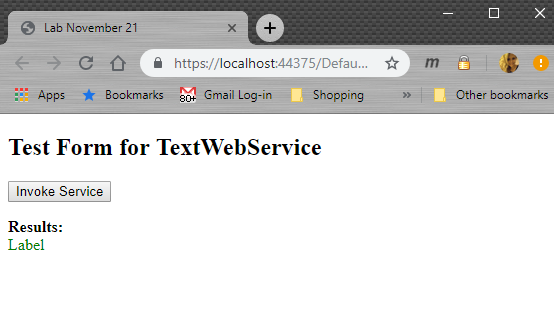 Lab November 21
https://localhost:44375/Defau...
m
Apps
Bookmarks
80+
Gmail Log-in
Shopping
»
Other bookmarks
Test Form for TextWebService
Invoke Service
Results:
Label